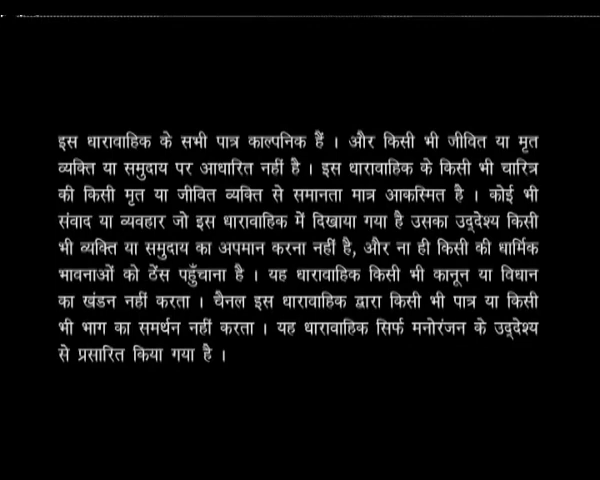 इस धारावाहिक के सभी पात्र काल्पनिक हैं । और किसी भी जीवित या मृत
व्यक्ति या समुदाय पर आधारित नहीं है । इस धारावाहिक के किसी भी चारित्र
की किसी मृत या जीवित व्यक्ति से समानता मात्र आकस्मित है । कोई भी
संवाद या व्यवहार जो इस धारावाहिक में दिखाया गया है उसका उद्देश्य किसी
भी व्यक्ति या समुदाय का अपमान करना नहीं है, और ना ही किसी की धार्मिक
भावनाओं को ठेंस पहुँचाना है । यह धारावाहिक किसी भी कानून या विधान
का खंडन नहीं करता । चैनल इस धारावाहिक द्वारा किसी भी पात्र या किसी
भी भाग का समर्थन नहीं करता । यह धारावाहिक सिर्फ मनोरंजन के उद्देश्य
से प्रसारित किया गया है ।